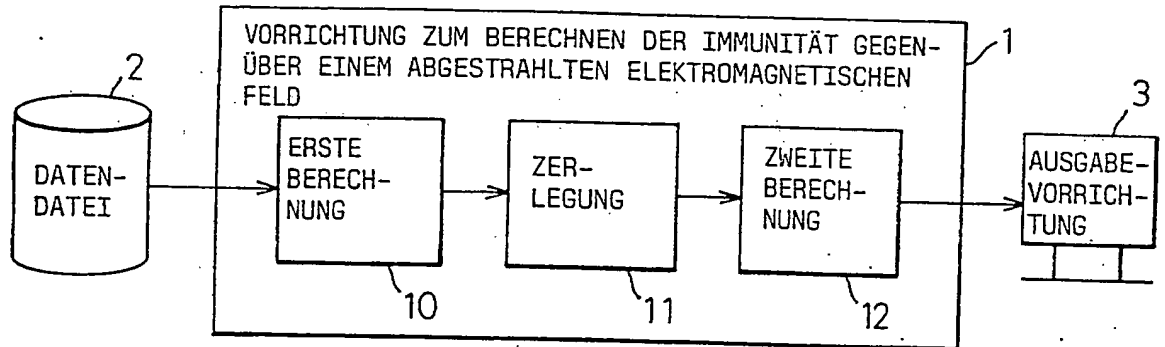 VORRICHTUNG ZUM BERECHNEN DER IMMUNITÄT GEGEN-
ÜBER EINEM ABGESTRAHLTEN ELEKTROMAGNETISCHEN
FELD
1
2
DATEN-
DATEI
ERSTE
BERECH-
NUNG
10
ZER-
LEGUNG
11
ZWEITE
BERECH-
NUNG
12
3
AUSGABE-
VORRICH-
TUNG